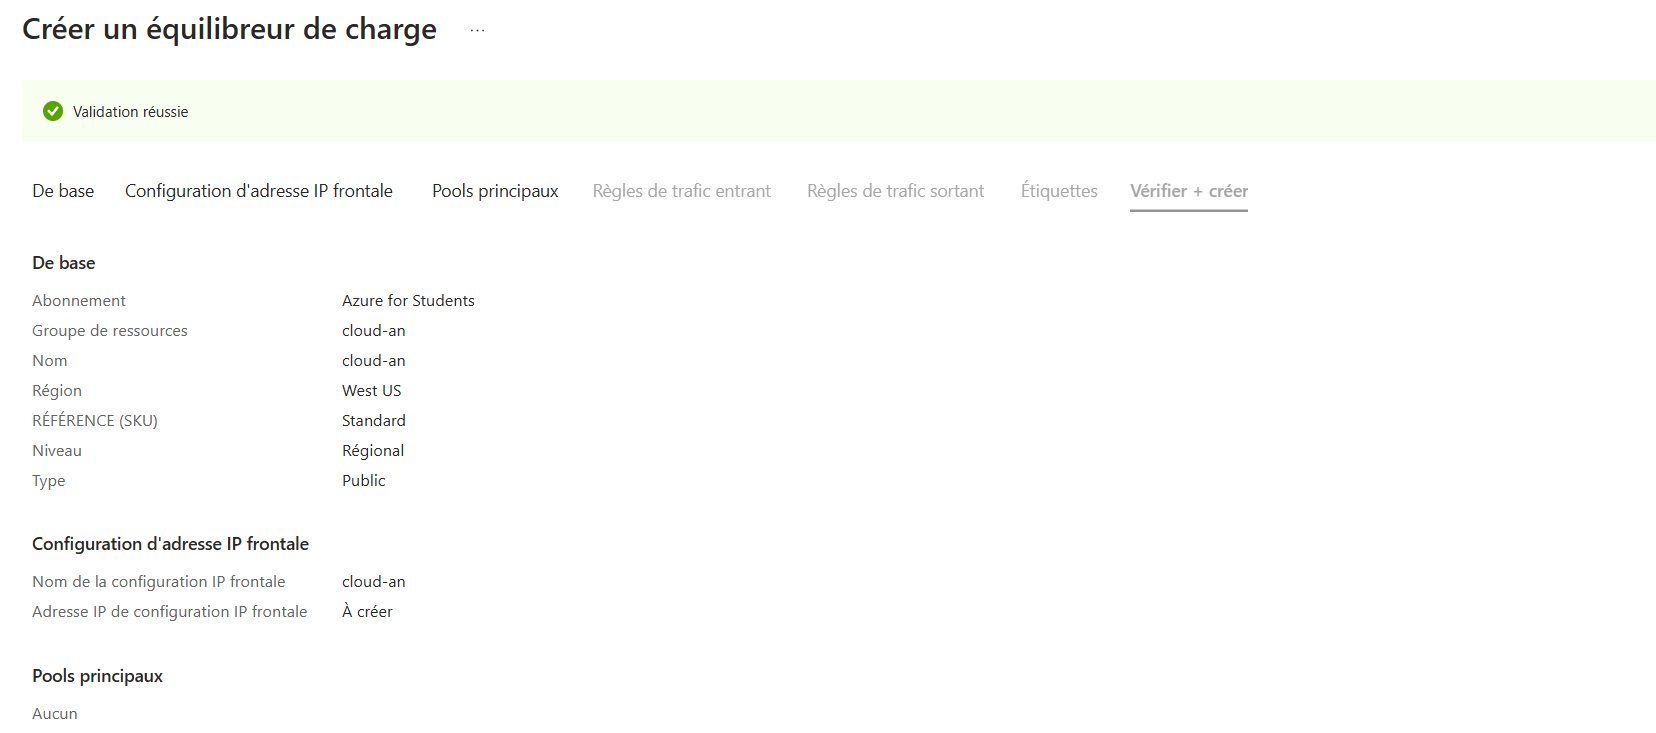 Créer un équilibreur de charge ...
Validation réussie
De base Configuration d'adresse IP frontale Pools principaux Règles de trafic entrant Règles de trafic sortant Étiquettes Vérifier + créer
De base
Abonnement Azure for Students
Groupe de ressources cloud-an
Nom cloud-an
Région West US
RÉFÉRENCE (SKU) Standard
Niveau Régional
Type Public
Configuration d'adresse IP frontale
Nom de la configuration IP frontale cloud-an
Adresse IP de configuration IP frontale À créer
Pools principaux
Aucun